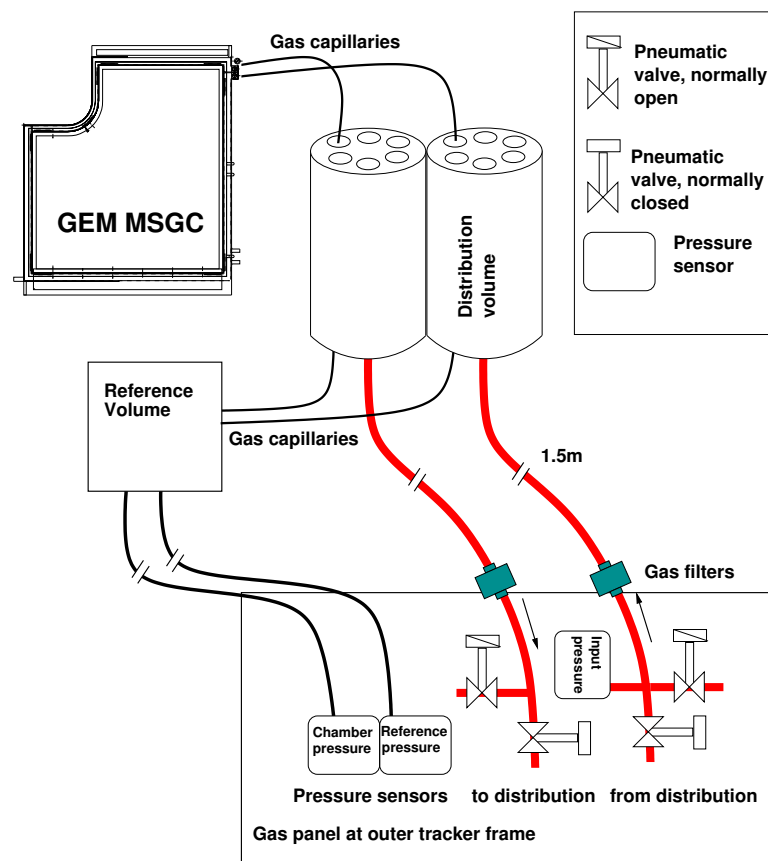 Gas capillaries
GEM MSGC
Distribution
volume
Pneumatic
valve, normally
open
Pneumatic
valve, normally
closed
Pressure
sensor
Reference
Volume
Gas capillaries
1.5m
Gas filters
Input
pressure
Chamber
pressure
Reference
pressure
Pressure sensors
to distribution
from distribution
Gas panel at outer tracker frame